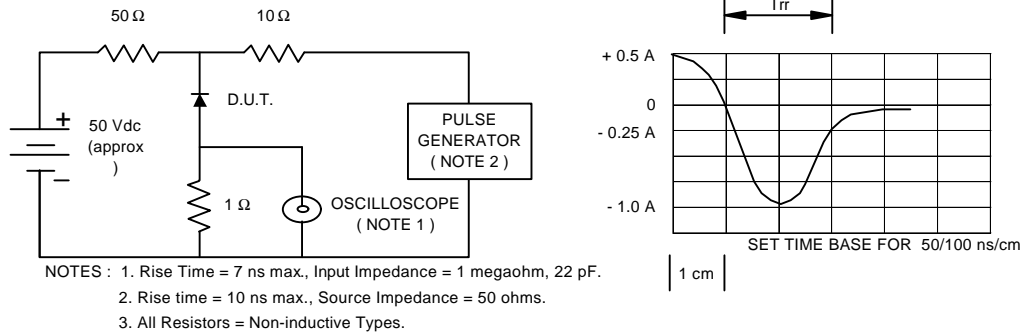 50 Ω
10 Ω
+
50 Vdc
(approx
)
D.U.T.
1 Ω
OSCILLOSCOPE
( NOTE 1 )
PULSE
GENERATOR
( NOTE 2 )
Trr
+ 0.5 A
0
- 0.25 A
- 1.0 A
SET TIME BASE FOR 50/100 ns/cm
1 cm
NOTES : 1. Rise Time = 7 ns max., Input Impedance = 1 megaohm, 22 pF.
2. Rise time = 10 ns max., Source Impedance = 50 ohms.
3. All Resistors = Non-inductive Types.